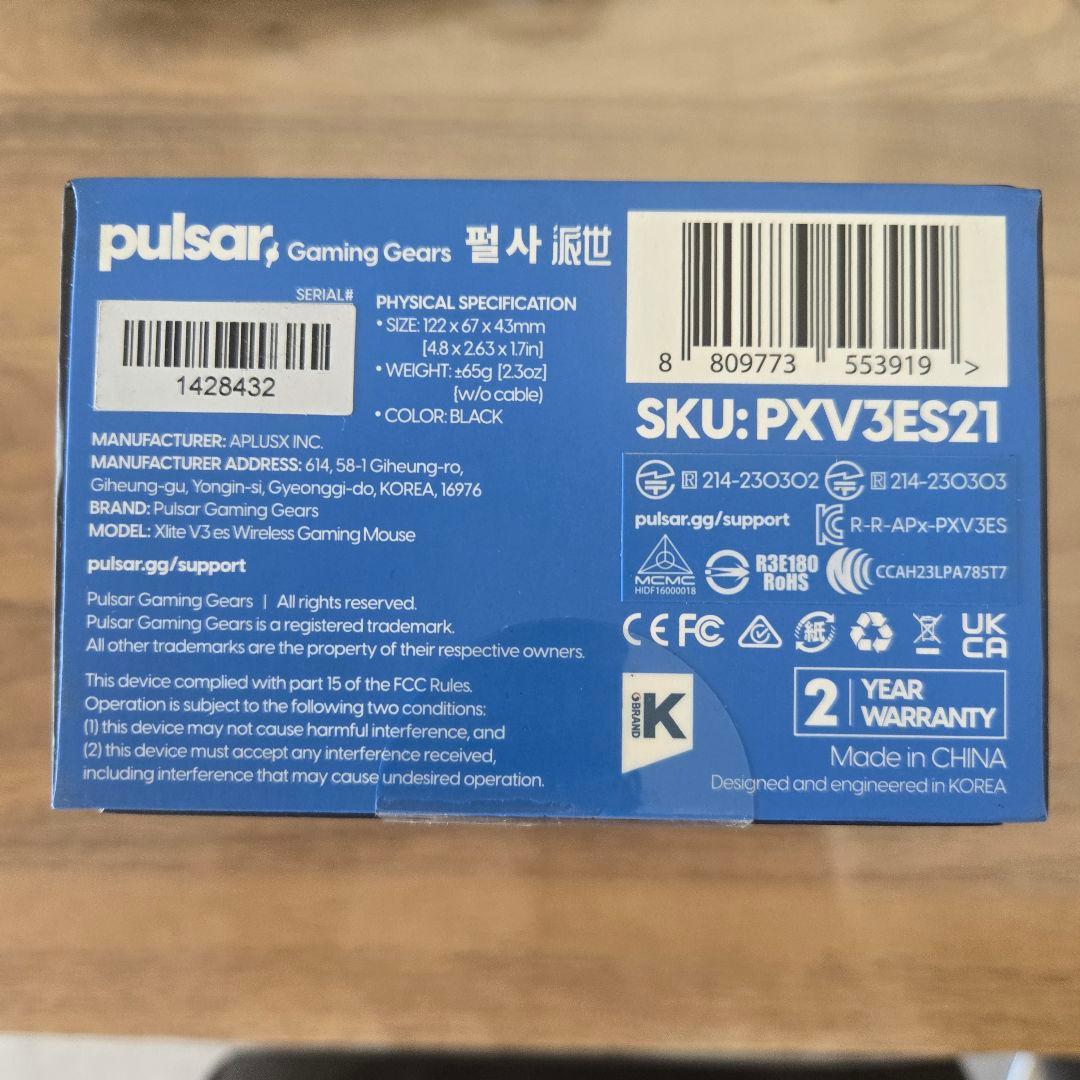 pulsar Gaming Gears 펄사 派世
SERIAL#
1428432
PHYSICAL SPECIFICATION
• SIZE: 122 x 67 x 43mm
[4.8 x 2.63 x 1.7in]
• WEIGHT: ±65g [2.3oz]
(w/o cable)
• COLOR: BLACK
MANUFACTURER: APLUSX INC.
MANUFACTURER ADDRESS: 614, 58-1 Giheung-ro,
Giheung-gu, Yongin-si, Gyeonggi-do, KOREA, 16976
BRAND: Pulsar Gaming Gears
MODEL: Xlite V3 es Wireless Gaming Mouse
pulsar.gg/support
Pulsar Gaming Gears | All rights reserved.
Pulsar Gaming Gears is a registered trademark.
All other trademarks are the property of their respective owners.
This device complied with part 15 of the FCC Rules.
Operation is subject to the following two conditions:
(1) this device may not cause harmful interference, and
(2) this device must accept any interference received,
including interference that may cause undesired operation.
8 809773 553919 >
SKU: PXV3ES21
R 214-230302 R 214-230303
pulsar.gg/support KC R-R-APx-PXV3ES
MCMC
HIDF16000018
R3E180
RoHS
CCAH23LPA785T7
CE FC 紙 UK
CA
K
BRAND
2 YEAR
WARRANTY
Made in CHINA
Designed and engineered in KOREA